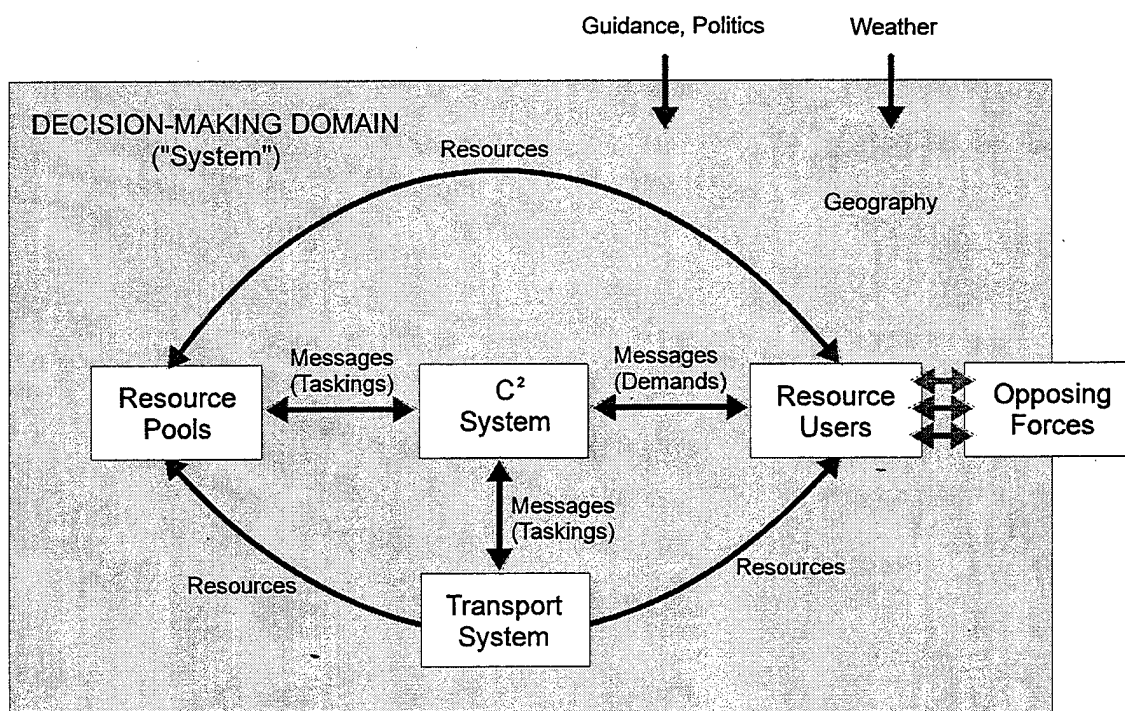 Guidance, Politics
Weather
DECISION-MAKING DOMAIN
("System")
Resources
Geography
Messages
(Taskings)
Messages
(Demands)
Resource
Pools
C²
System
Resource
Users
Opposing
Forces
Messages
(Taskings)
Resources
Resources
Transport
System